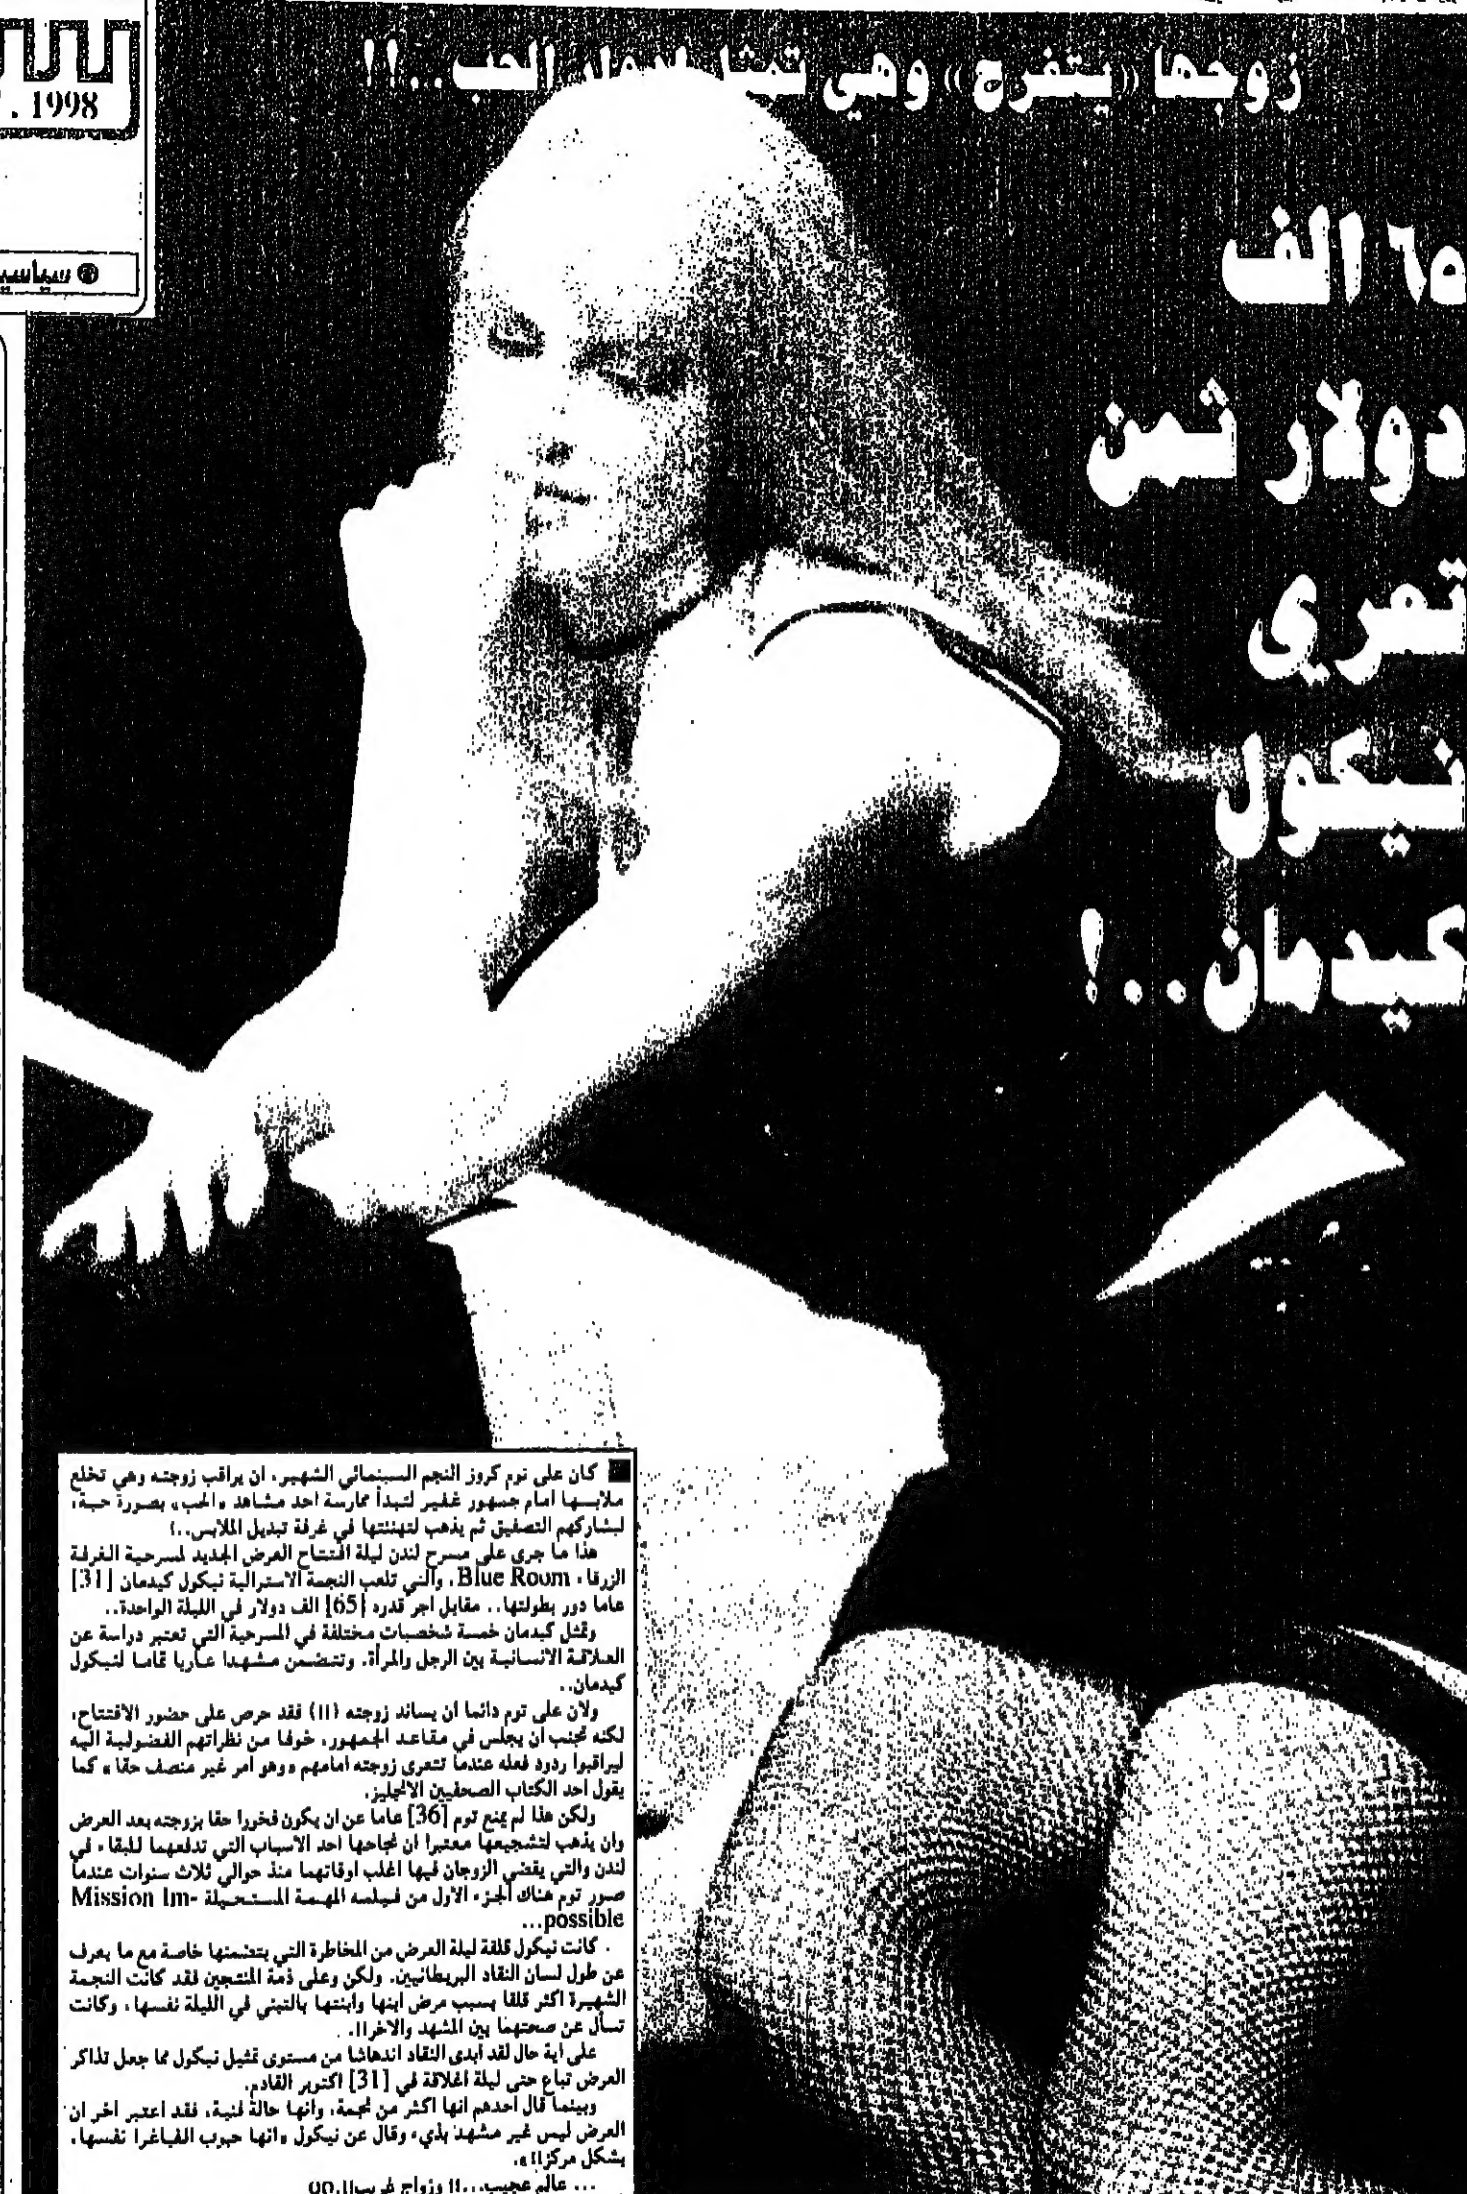 . 1998
سياسي
زوجها «يتفرج» وهي تمثل الحب..!!
٦٥ الف
دولار ثمن
تعري
نيكول
كيدمان...!
كان على توم كروز النجم السينمائي الشهير، ان يراقب زوجته وهي تخلع
ملابسها امام جمهور غفير لتبدأ ممارسة احد مشاهد «الحب» بصورة حية،
ليشاركهم التصفيق ثم يذهب لتهنئتها في غرفة تبديل الملابس..!
هذا ما جرى على مسرح لندن ليلة افتتاح العرض الجديد لمسرحية الغرفة
الزرقاء Blue Room، والتي تلعب النجمة الاسترالية نيكول كيدمان [31]
عاما دور بطولتها.. مقابل اجر قدره [65] الف دولار في الليلة الواحدة..
وتمثل كيدمان خمسة شخصيات مختلفة في المسرحية التي تعتبر دراسة عن
العلاقة الانسانية بين الرجل والمرأة. وتتضمن مشهدا عاريا تماما لنيكول
كيدمان..
ولان على توم دائما ان يساند زوجته (!!) فقد حرص على حضور الافتتاح،
لكنه تجنب ان يجلس في مقاعد الجمهور، خوفا من نظراتهم الفضولية اليه
ليراقبوا ردود فعله عندما تتعرى زوجته امامهم «وهو امر غير منصف حقا» كما
يقول احد الكتاب الصحفيين الانجليز.
ولكن هذا لم يمنع توم [36] عاما عن ان يكون فخورا حقا بزوجته بعد العرض
وان يذهب لتشجيعها معتبرا ان نجاحها احد الاسباب التي تدفعهما للبقاء في
لندن والتي يقضي الزوجان فيها اغلب اوقاتهما منذ حوالي ثلاث سنوات عندما
صور توم هناك الجزء الاول من فيلمه المهمة المستحيلة Mission Im-
possible...
كانت نيكول قلقة ليلة العرض من المخاطرة التي يتضمنها خاصة مع ما يعرف
عن طول لسان النقاد البريطانيين. ولكن وعلى ذمة المنتجين فقد كانت النجمة
الشهيرة اكثر قلقا بسبب مرض ابنها وابنتها بالتبني في الليلة نفسها، وكانت
تسأل عن صحتهما بين المشهد والاخر!!.
على اية حال لقد أبدى النقاد اندهاشا من مستوى تمثيل نيكول مما جعل تذاكر
العرض تباع حتى ليلة اغلاقة في [31] اكتوبر القادم.
وبينما قال احدهم انها اكثر من نجمة، وانها حالة فنية، فقد اعتبر اخر ان
العرض ليس غير مشهد بذيء وقال عن نيكول «انها حبوب الفياغرا نفسها،
بشكل مركز!!».
... عالم عجيب...!! وزواج غريب!!.